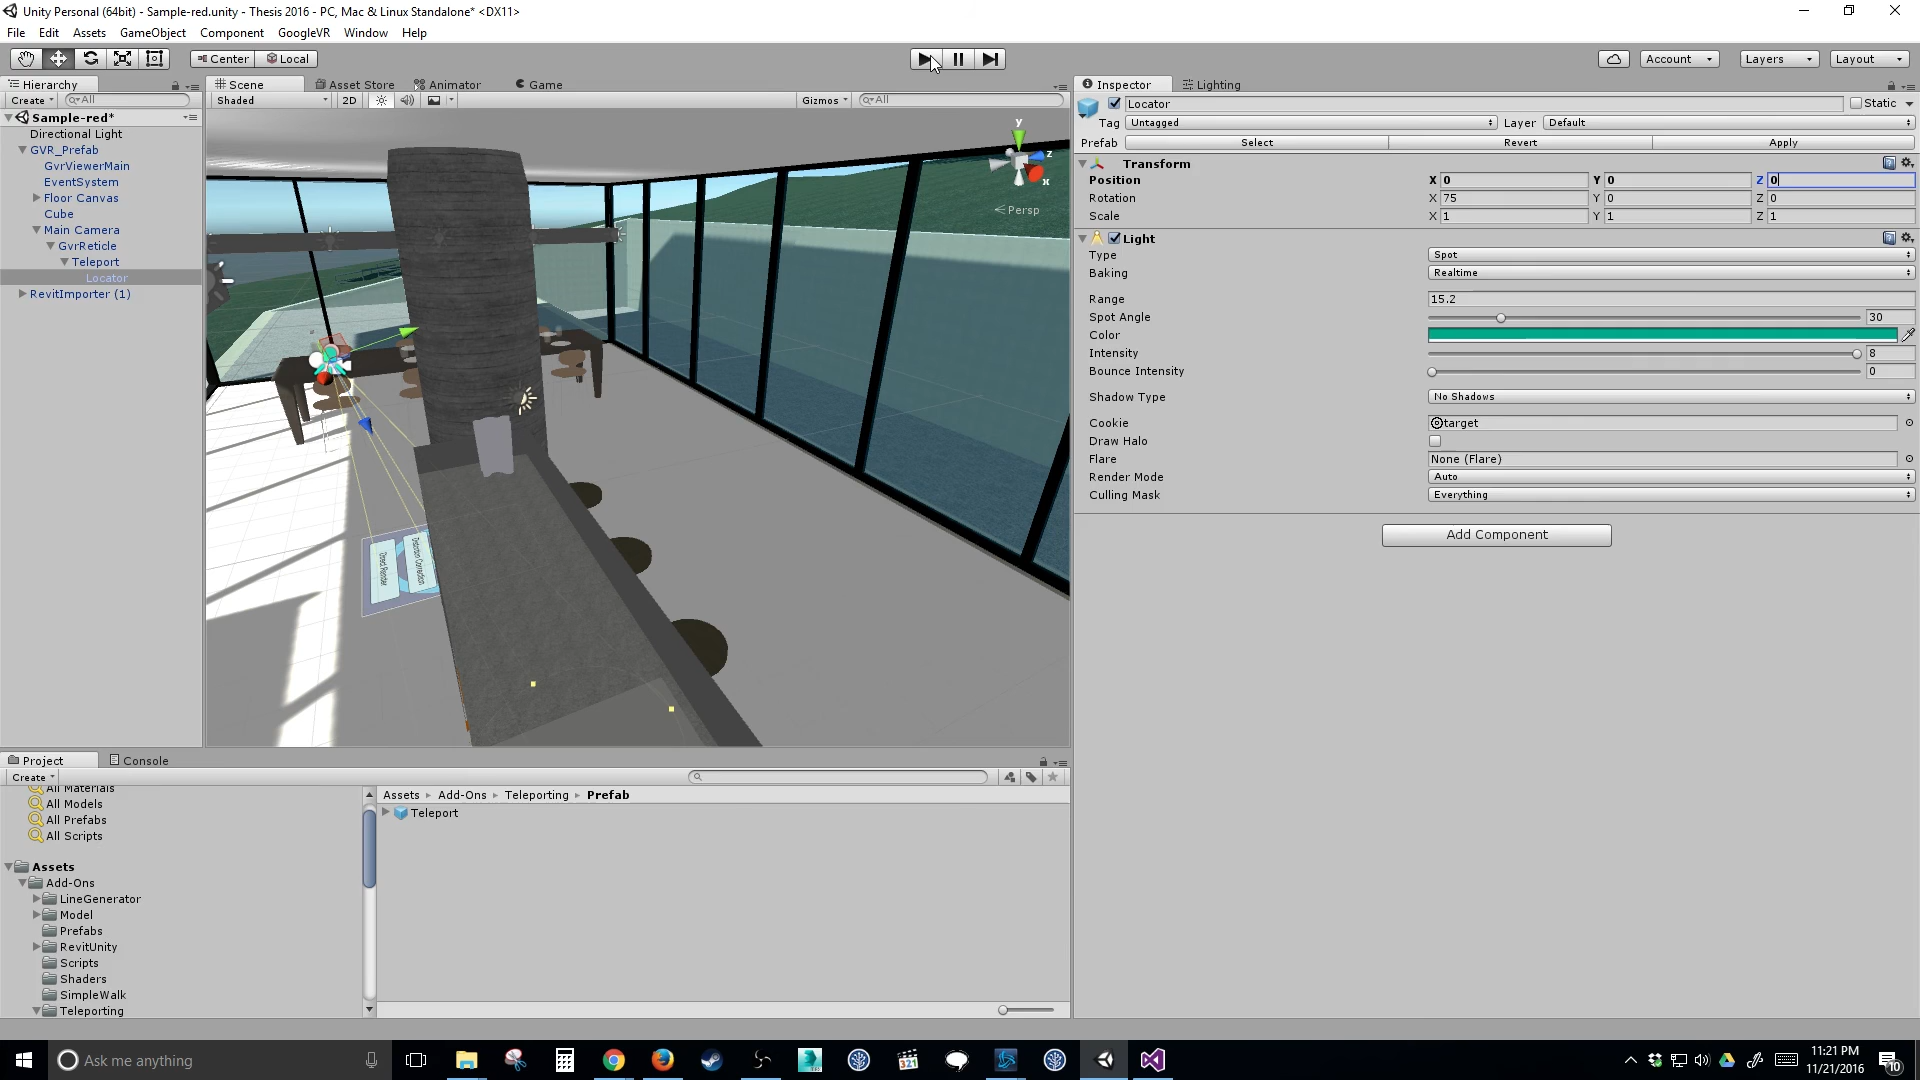 Unity Personal (64bit) - Sample-red.unity - Thesis 2016 - PC, Mac & Linux Standalone* <DX11>
File Edit Assets GameObject Component GoogleVR Window Help
Center Local Account Layers Layout
Hierarchy Scene Asset Store Animator Game Inspector Lighting
Create All Shaded 2D Gizmos All
Locator Static
Tag Untagged Layer Default
Prefab Select Revert Apply
Sample-red*
Directional Light
GVR_Prefab
GvrViewerMain
EventSystem
Floor Canvas
Cube
Main Camera
GvrReticle
Teleport
Locator
RevitImporter (1)
y
z
x
Persp
Distortion Correction
Direct Render
Transform
Position X 0 Y 0 Z 0
Rotation X 75 Y 0 Z 0
Scale X 1 Y 1 Z 1
Light
Type Spot
Baking Realtime
Range 15.2
Spot Angle 30
Color
Intensity 8
Bounce Intensity 0
Shadow Type No Shadows
Cookie target
Draw Halo
Flare None (Flare)
Render Mode Auto
Culling Mask Everything
Add Component
Project Console
Create
All Materials
All Models
All Prefabs
All Scripts
Assets
Add-Ons
LineGenerator
Model
Prefabs
RevitUnity
Scripts
Shaders
SimpleWalk
Teleporting
Assets Add-Ons Teleporting Prefab
Teleport
Ask me anything
321
11:21 PM
11/21/2016
10